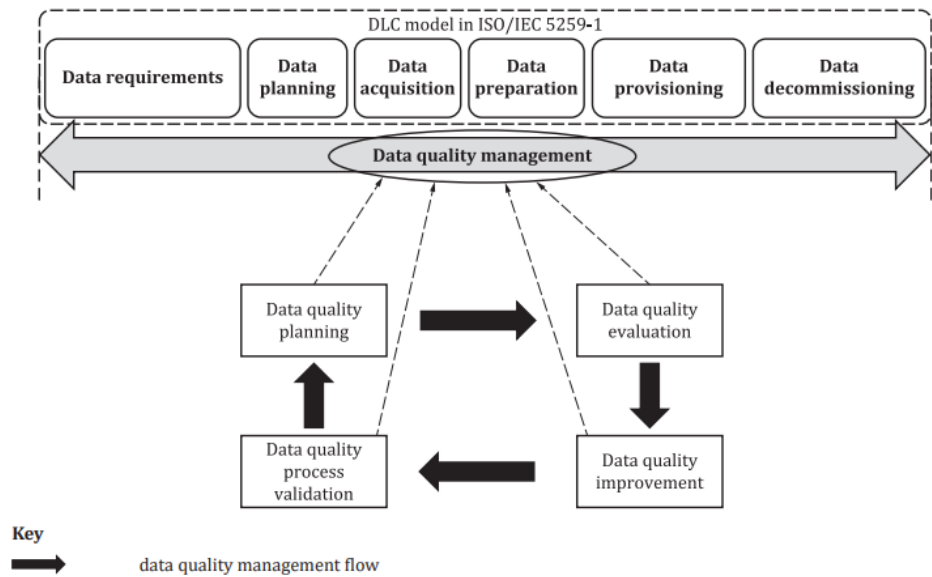 DLC model in ISO/IEC 5259-1
Data requirements
Data
planning
Data
acquisition
Data
preparation
Data
provisioning
Data
decommissioning
Data quality management
Data quality
planning
Data quality
evaluation
Data quality
process
validation
Data quality
improvement
Key
data quality management flow